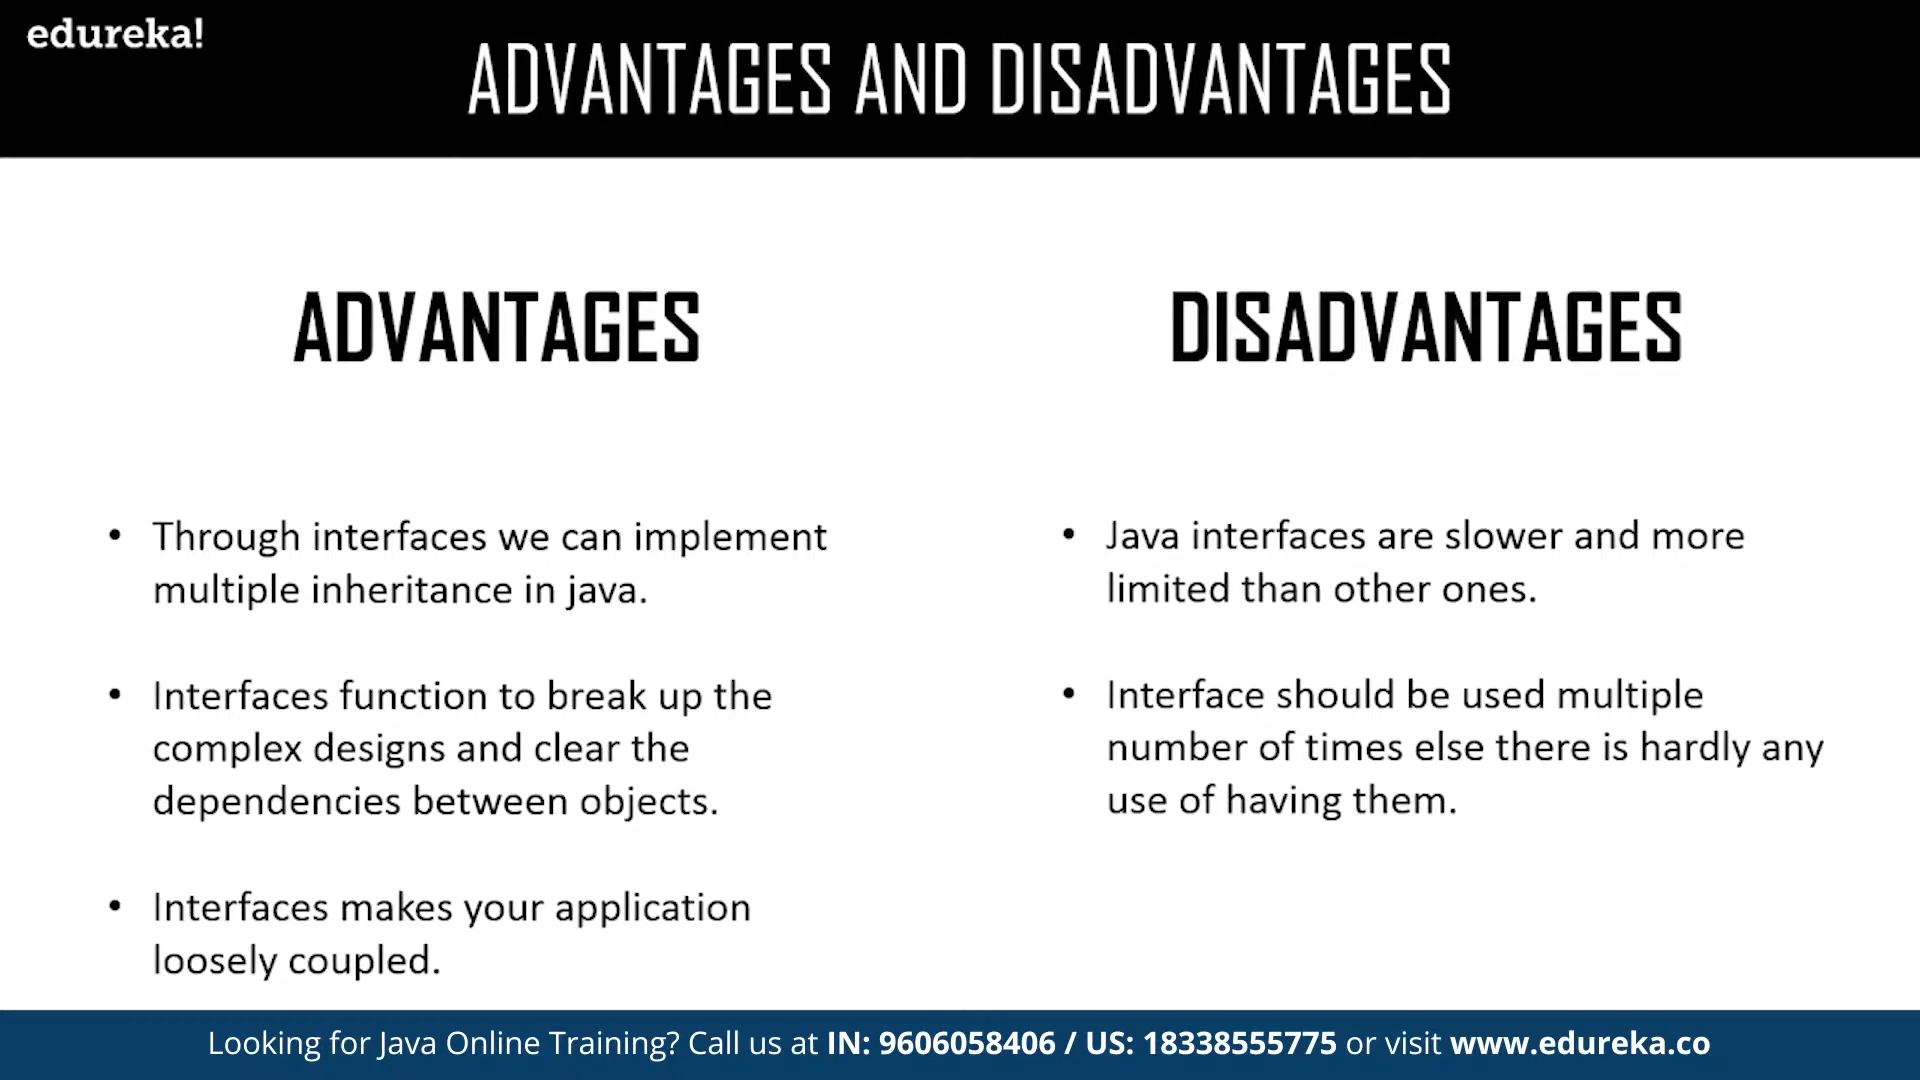 edureka!
ADVANTAGES AND DISADVANTAGES
ADVANTAGES
• Through interfaces we can implement
multiple inheritance in java.
• Interfaces function to break up the
complex designs and clear the
dependencies between objects.
• Interfaces makes your application
loosely coupled.
DISADVANTAGES
• Java interfaces are slower and more
limited than other ones.
• Interface should be used multiple
number of times else there is hardly any
use of having them.
Looking for Java Online Training? Call us at IN: 9606058406 / US: 18338555775 or visit www.edureka.co